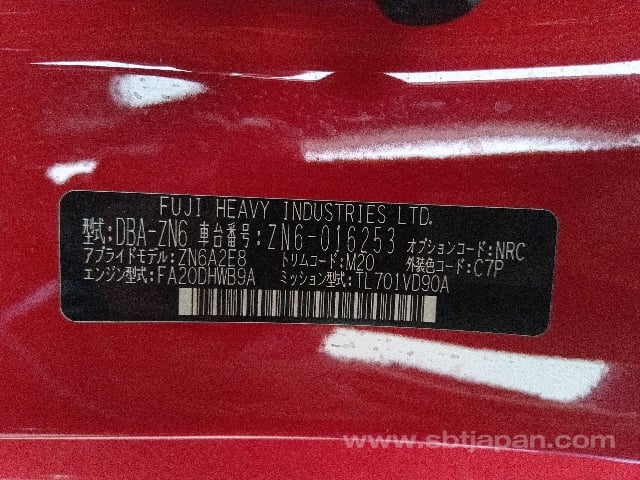 FUJI HEAVY INDUSTRIES LTD.
型式:DBA-ZN6 車台番号:ZN6-016253 オプションコード:NRC
アプライドモデル:ZN6A2E8 トリムコード:M20 外装色コード:C7P
エンジン型式:FA20DHWB9A ミッション型式:TL701VD90A
www.sbtjapan.com